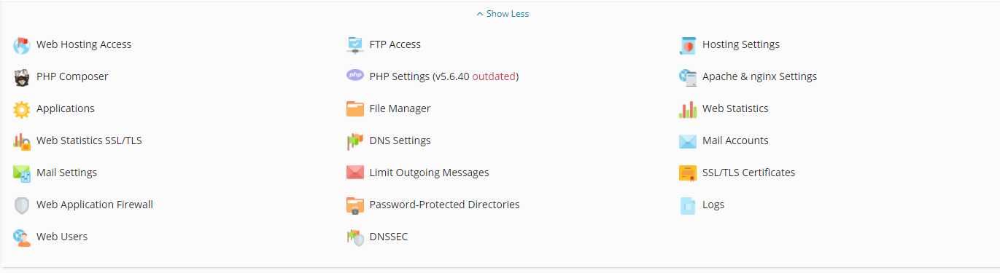 Show Less
Web Hosting Access
FTP Access
Hosting Settings
PHP Composer
php
PHP Settings (v5.6.40 outdated)
Apache & nginx Settings
Applications
File Manager
Web Statistics
Web Statistics SSL/TLS
DNS Settings
Mail Accounts
Mail Settings
Limit Outgoing Messages
SSL/TLS Certificates
Web Application Firewall
Password-Protected Directories
Logs
Web Users
DNSSEC